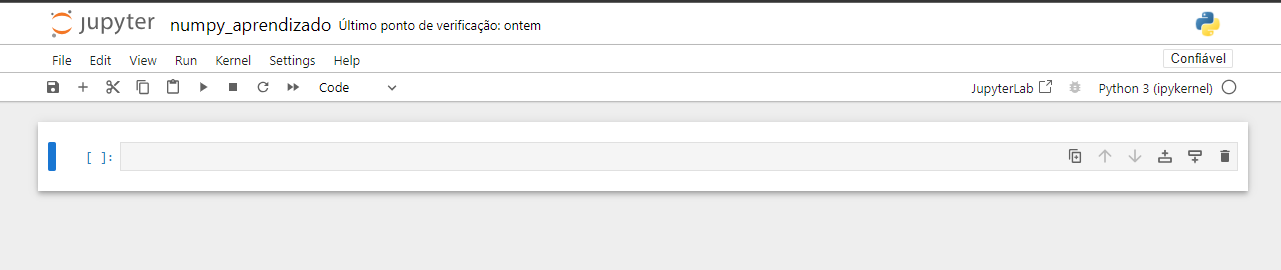 jupyter numpy_aprendizado Último ponto de verificação: ontem
File Edit View Run Kernel Settings Help Confiável
Code JupyterLab Python 3 (ipykernel)
[ ]: